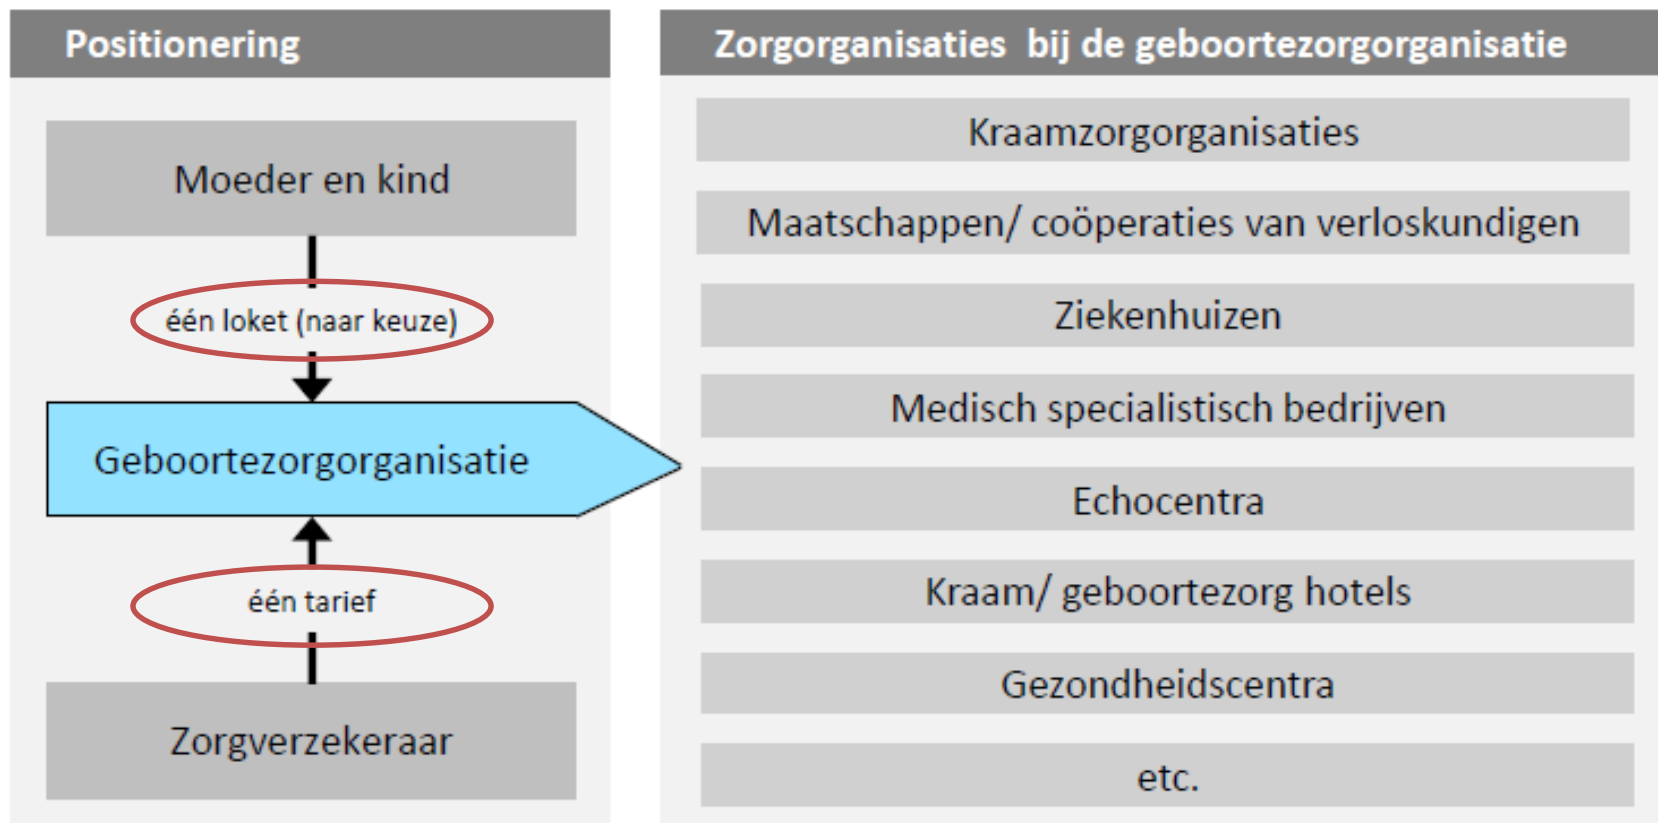 Positionering
Moeder en kind
één loket (naar keuze)
Geboortezorgorganisatie
één tarief
Zorgverzekeraar
Zorgorganisaties bij de geboortezorgorganisatie
Kraamzorgorganisaties
Maatschappen/ coöperaties van verloskundigen
Ziekenhuizen
Medisch specialistisch bedrijven
Echocentra
Kraam/ geboortezorg hotels
Gezondheidscentra
etc.